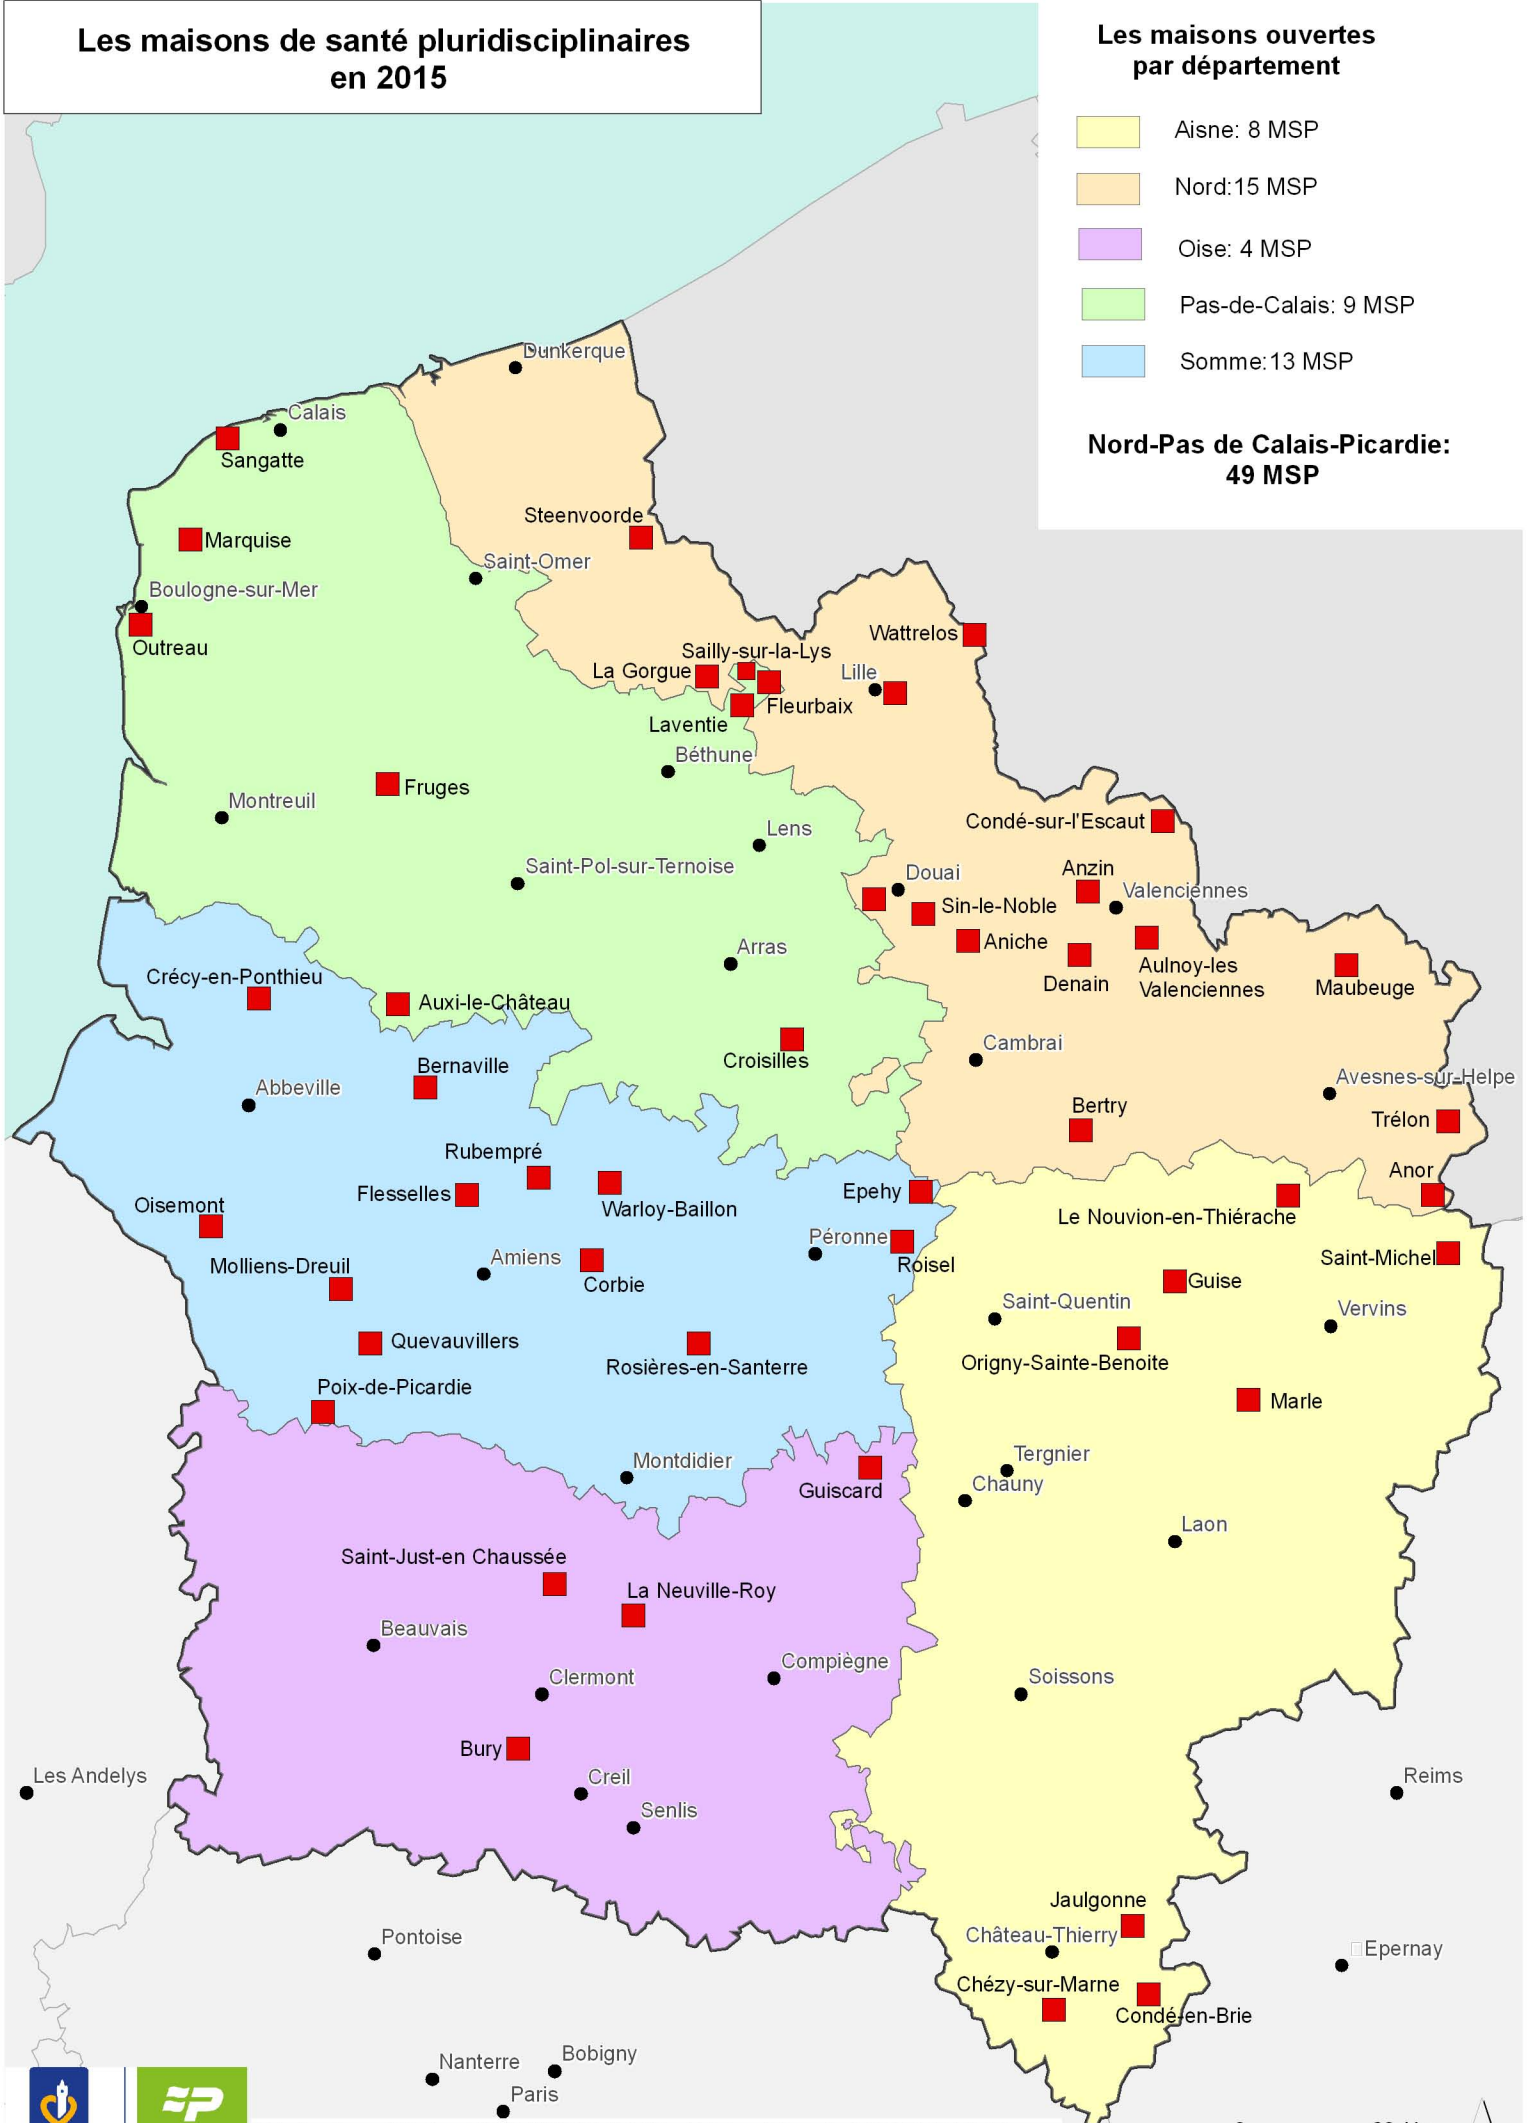 Les maisons de santé pluridisciplinaires
en 2015
Les maisons ouvertes
par département
Aisne: 8 MSP
Nord:15 MSP
Oise: 4 MSP
Pas-de-Calais: 9 MSP
Somme:13 MSP
Nord-Pas de Calais-Picardie:
49 MSP
Dunkerque
Calais
Sangatte
Steenvoorde
Marquise
Saint-Omer
Boulogne-sur-Mer
Outreau
Wattrelos
Sailly-sur-la-Lys
La Gorgue
Lille
Fleurbaix
Laventie
Béthune
Fruges
Montreuil
Condé-sur-l'Escaut
Lens
Saint-Pol-sur-Ternoise
Douai
Anzin
Valenciennes
Sin-le-Noble
Aniche
Arras
Aulnoy-les
Valenciennes
Denain
Maubeuge
Crécy-en-Ponthieu
Auxi-le-Château
Croisilles
Cambrai
Bernaville
Abbeville
Avesnes-sur-Helpe
Bertry
Trélon
Rubempré
Anor
Flesselles
Epehy
Oisemont
Warloy-Baillon
Le Nouvion-en-Thiérache
Péronne
Amiens
Saint-Michel
Molliens-Dreuil
Roisel
Corbie
Guise
Saint-Quentin
Vervins
Quevauvillers
Rosières-en-Santerre
Origny-Sainte-Benoite
Poix-de-Picardie
Marle
Tergnier
Montdidier
Chauny
Guiscard
Laon
Saint-Just-en Chaussée
La Neuville-Roy
Beauvais
Compiègne
Clermont
Soissons
Bury
Les Andelys
Creil
Reims
Senlis
Jaulgonne
Château-Thierry
Pontoise
Epernay
Chézy-sur-Marne
Condé-en-Brie
Bobigny
Nanterre
Paris